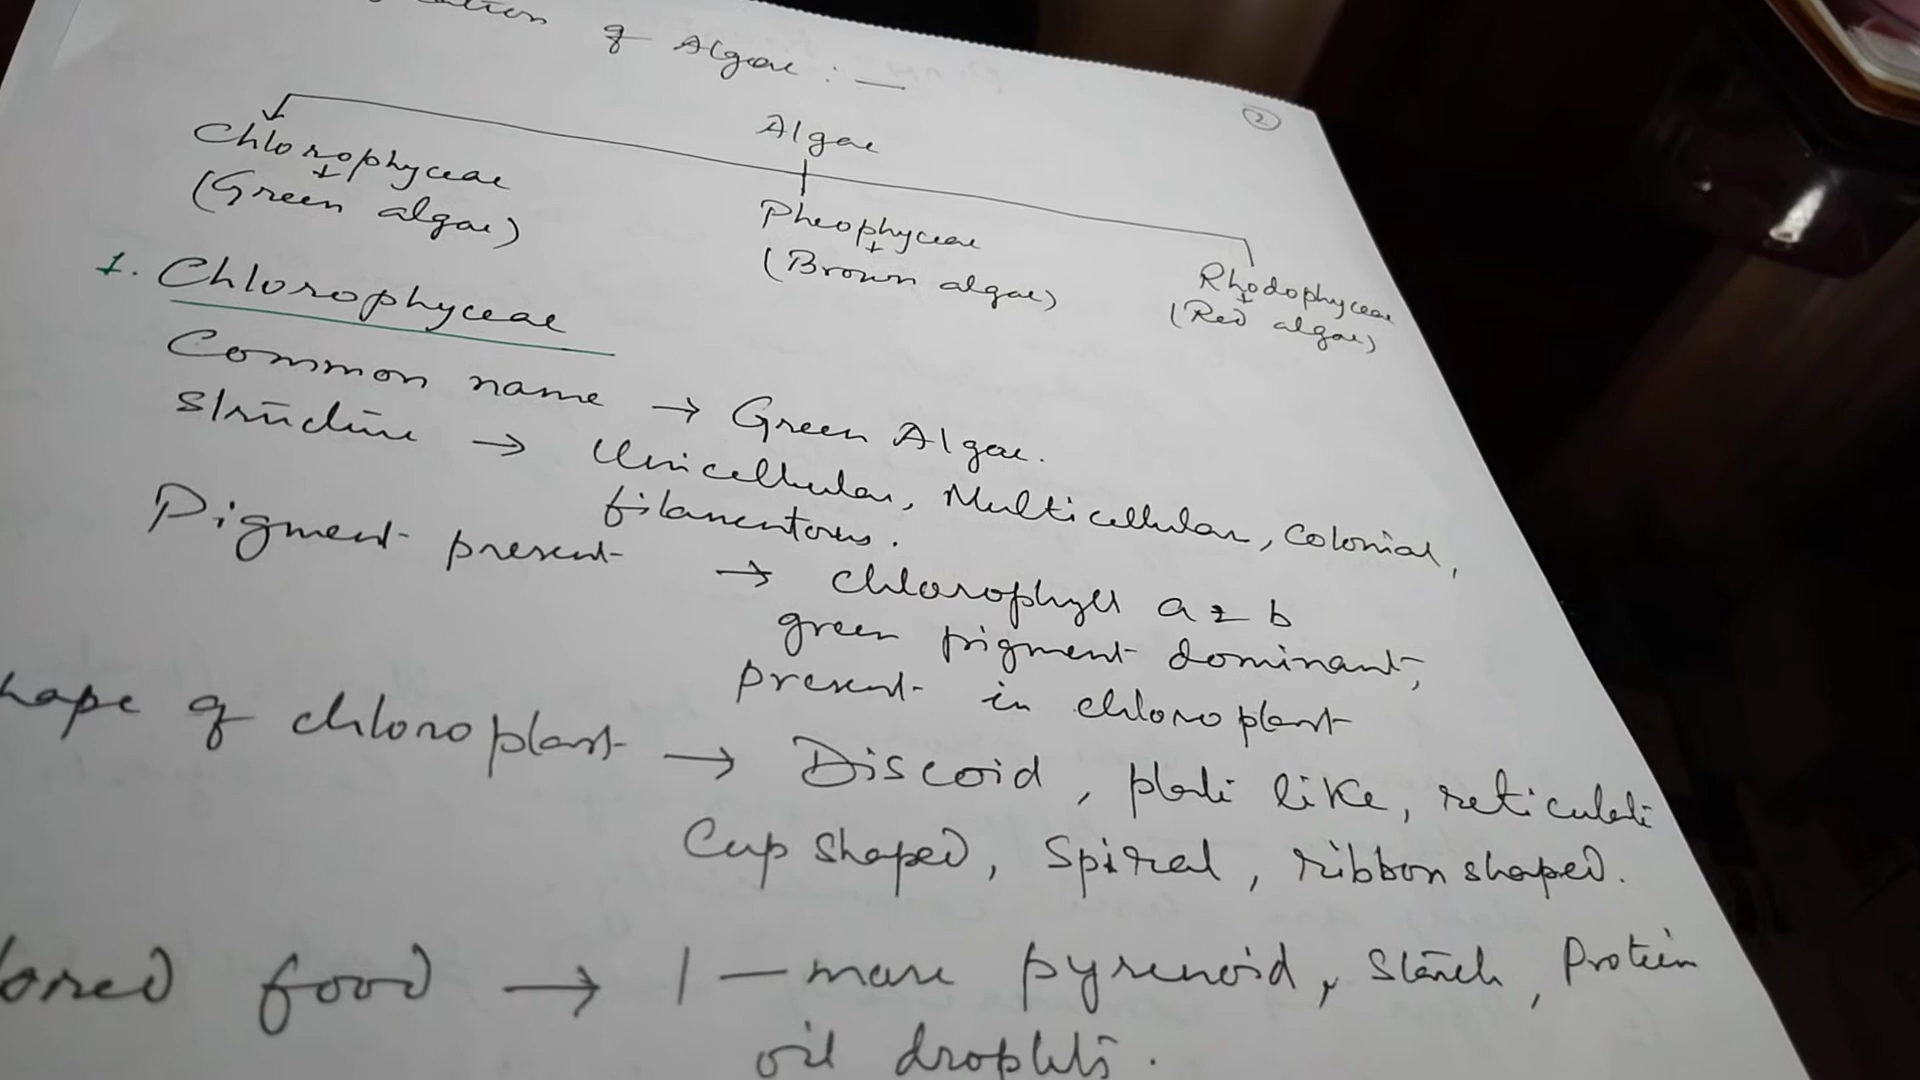 of Algae : —
2
Algae
Chlorophyceae
(Green algae)
Pheophyceae
(Brown algae)
Rhodophyceae
(Red algae)
1. Chlorophyceae
Common name → Green Algae.
Structure → Unicellular, Multicellular, Colonial,
filamentous.
Pigment present → chlorophyll a & b
green pigment dominant,
present in chloroplast
hape of chloroplast → Discoid, plate like, reticulate
Cup shaped, Spiral, ribbon shaped.
tored food → 1 — more pyrenoid, Starch, Protein
oil droplets.